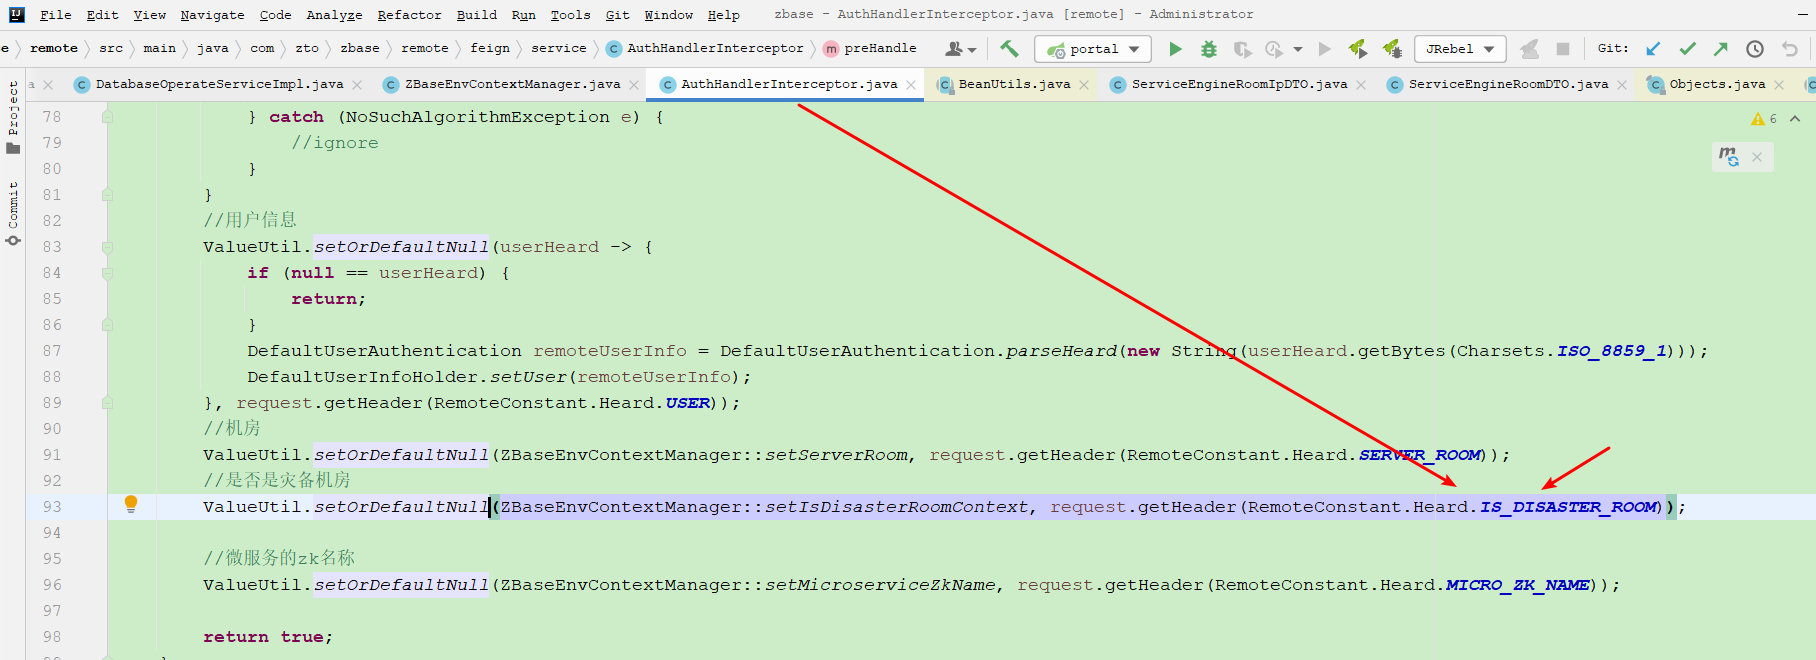 File Edit View Navigate Code Analyze Refactor Build Run Tools Git Window Help zbase - AuthHandlerInterceptor.java [remote] - Administrator
e remote src main java com zto zbase remote feign service AuthHandlerInterceptor preHandle portal JRebel Git:
a DatabaseOperateServiceImpl.java ZBaseEnvContextManager.java AuthHandlerInterceptor.java BeanUtils.java ServiceEngineRoomIpDTO.java ServiceEngineRoomDTO.java Objects.java
Project
Commit
6
78 } catch (NoSuchAlgorithmException e) {
79 //ignore
80 }
81 }
82 //用户信息
83 ValueUtil.setOrDefaultNull(userHeard -> {
84 if (null == userHeard) {
85 return;
86 }
87 DefaultUserAuthentication remoteUserInfo = DefaultUserAuthentication.parseHeard(new String(userHeard.getBytes(Charsets.ISO_8859_1)));
88 DefaultUserInfoHolder.setUser(remoteUserInfo);
89 }, request.getHeader(RemoteConstant.Heard.USER));
90 //机房
91 ValueUtil.setOrDefaultNull(ZBaseEnvContextManager::setServerRoom, request.getHeader(RemoteConstant.Heard.SERVER_ROOM));
92 //是否是灾备机房
93 ValueUtil.setOrDefaultNull(ZBaseEnvContextManager::setIsDisasterRoomContext, request.getHeader(RemoteConstant.Heard.IS_DISASTER_ROOM));
94
95 //微服务的zk名称
96 ValueUtil.setOrDefaultNull(ZBaseEnvContextManager::setMicroserviceZkName, request.getHeader(RemoteConstant.Heard.MICRO_ZK_NAME));
97
98 return true;